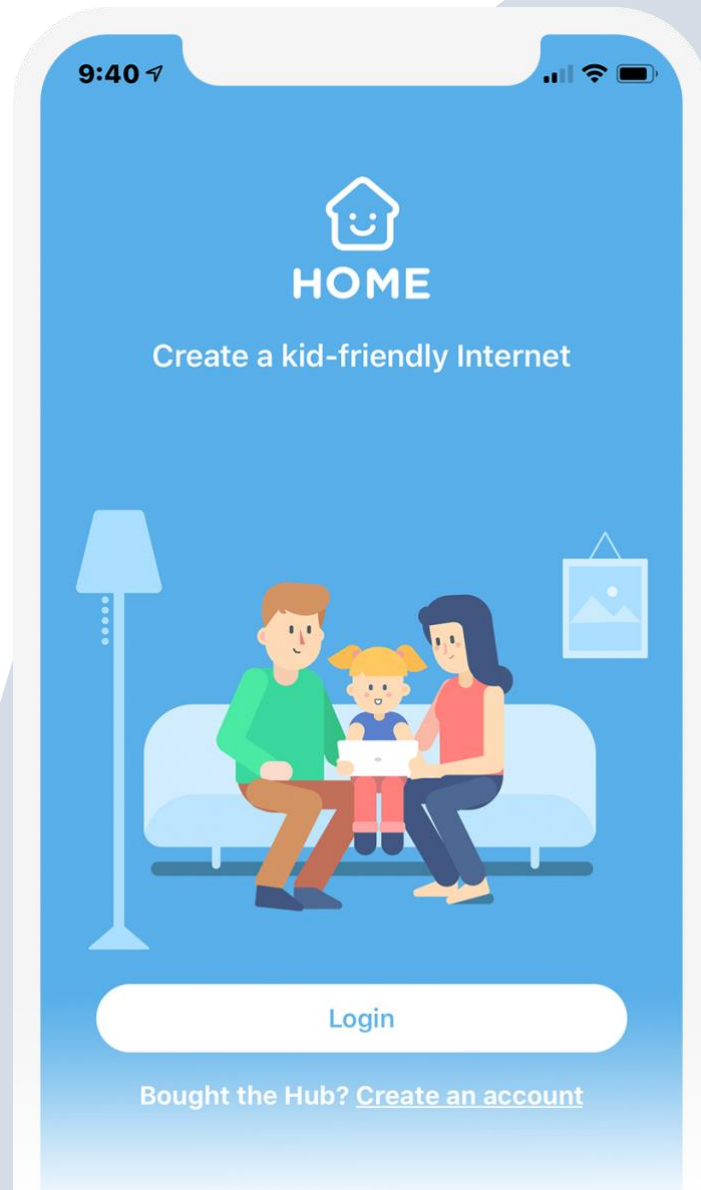 9:40
HOME
Create a kid-friendly Internet
Login
Bought the Hub? Create an account